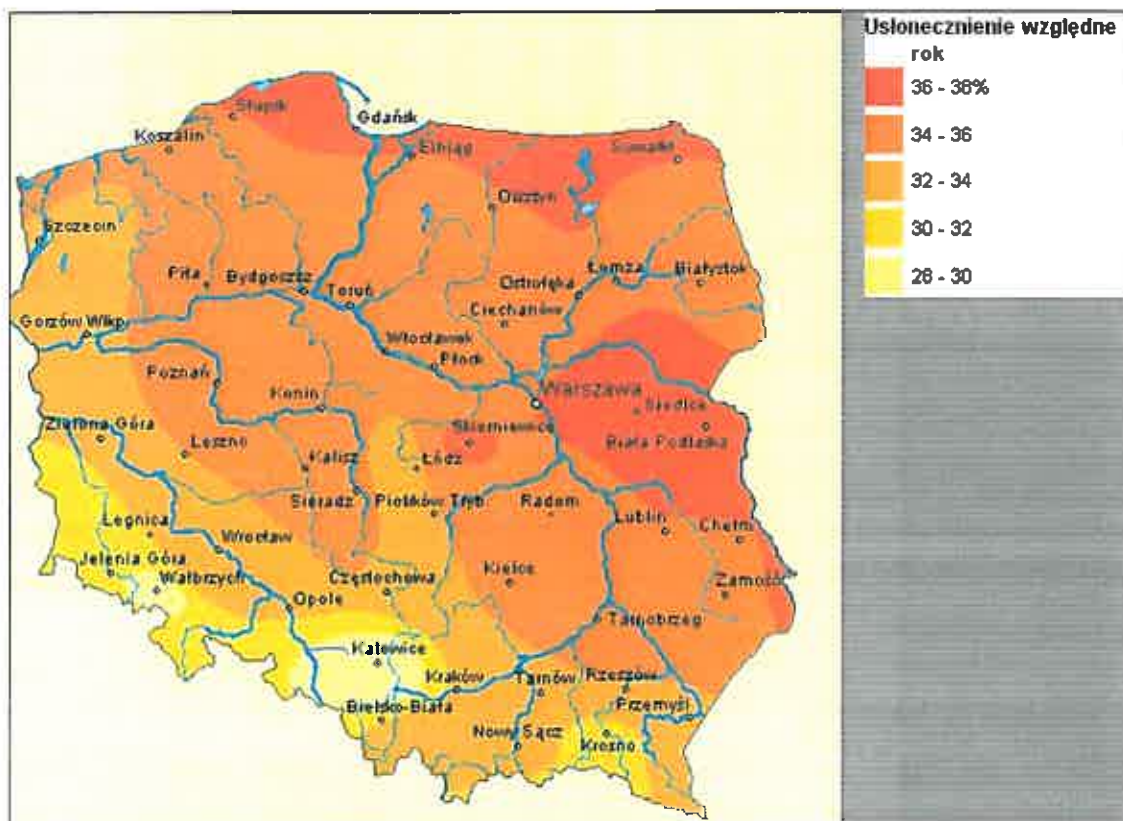 Usłonecznienie względne
rok
36 - 38%
34 - 36
32 - 34
30 - 32
28 - 30
Słupsk
Gdańsk
Koszalin
Elbląg
Suwałki
Olsztyn
Szczecin
Piła
Bydgoszcz
Toruń
Ostrołęka
Łomża
Białystok
Ciechanów
Gorzów Wlkp
Włocławek
Płock
Poznań
Konin
Warszawa
Siedlce
Skierniewice
Biała Podlaska
Zielona Góra
Leszno
Kalisz
Łódź
Sieradz
Piotrków Tryb
Radom
Lublin
Chełm
Legnica
Wrocław
Jelenia Góra
Wałbrzych
Częstochowa
Kielce
Zamość
Opole
Tarnobrzeg
Katowice
Kraków
Tarnów
Rzeszów
Przemyśl
Bielsko-Biała
Nowy Sącz
Krosno